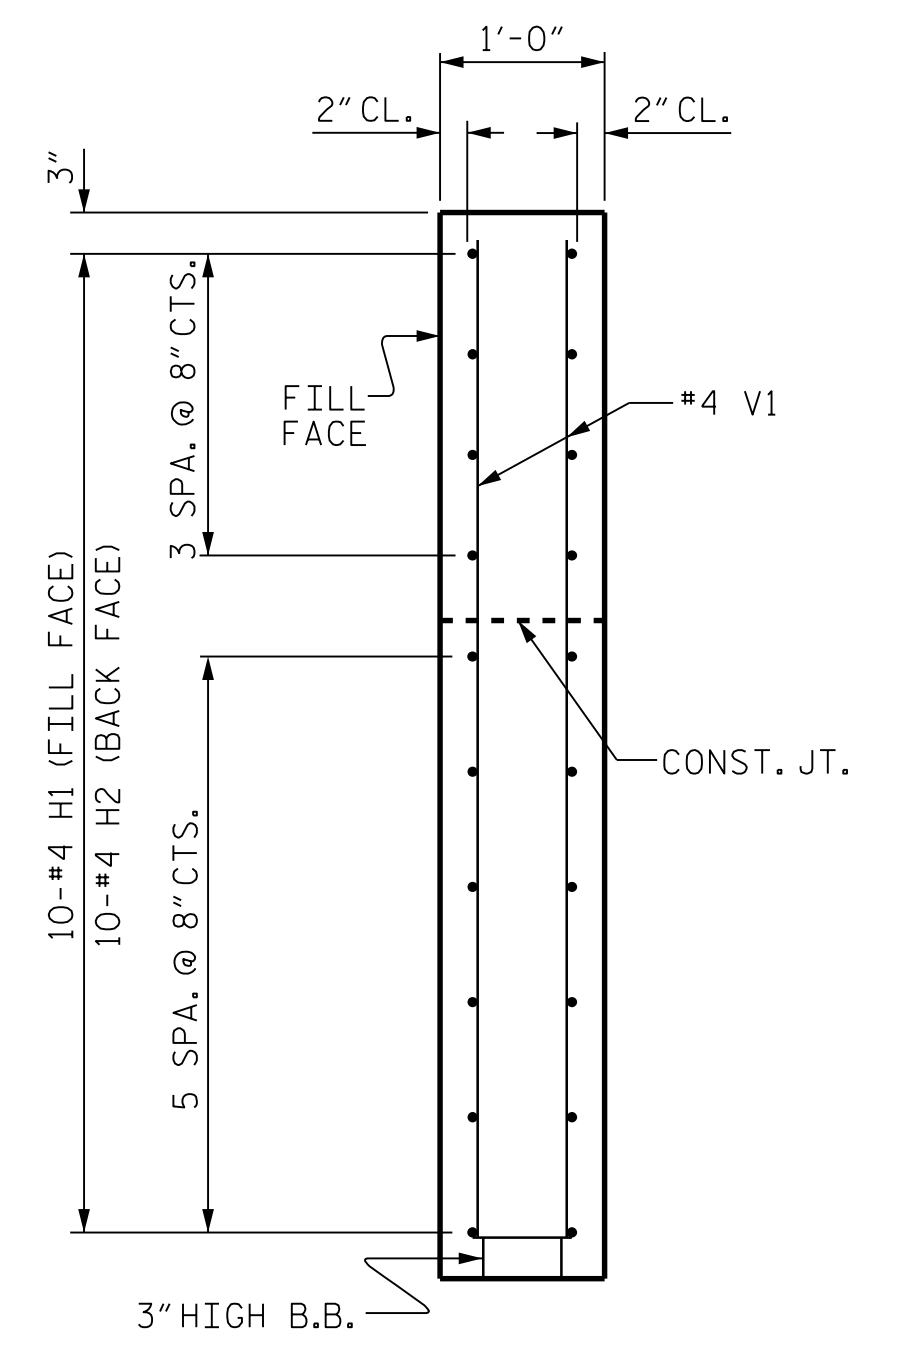 1'-0"
2" CL.
2" CL.
3"
3 SPA. @ 8" CTS.
FILL
FACE
#4 V1
10-#4 H1 (FILL FACE)
10-#4 H2 (BACK FACE)
CONST. JT.
5 SPA. @ 8" CTS.
3" HIGH B.B.